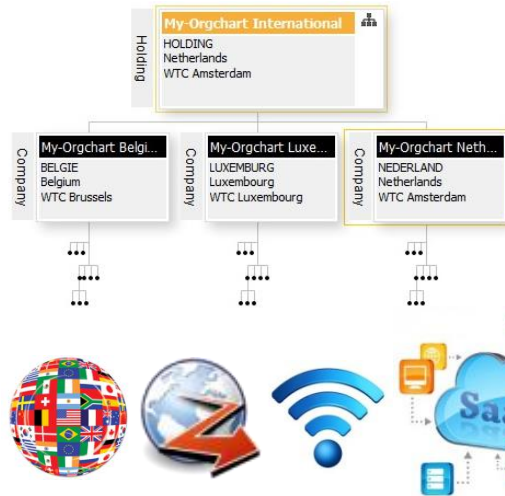 Holding
My-Orgchart International
HOLDING
Netherlands
WTC Amsterdam
Company
My-Orgchart Belgi...
BELGIE
Belgium
WTC Brussels
Company
My-Orgchart Luxe...
LUXEMBURG
Luxembourg
WTC Luxembourg
Company
My-Orgchart Neth...
NEDERLAND
Netherlands
WTC Amsterdam